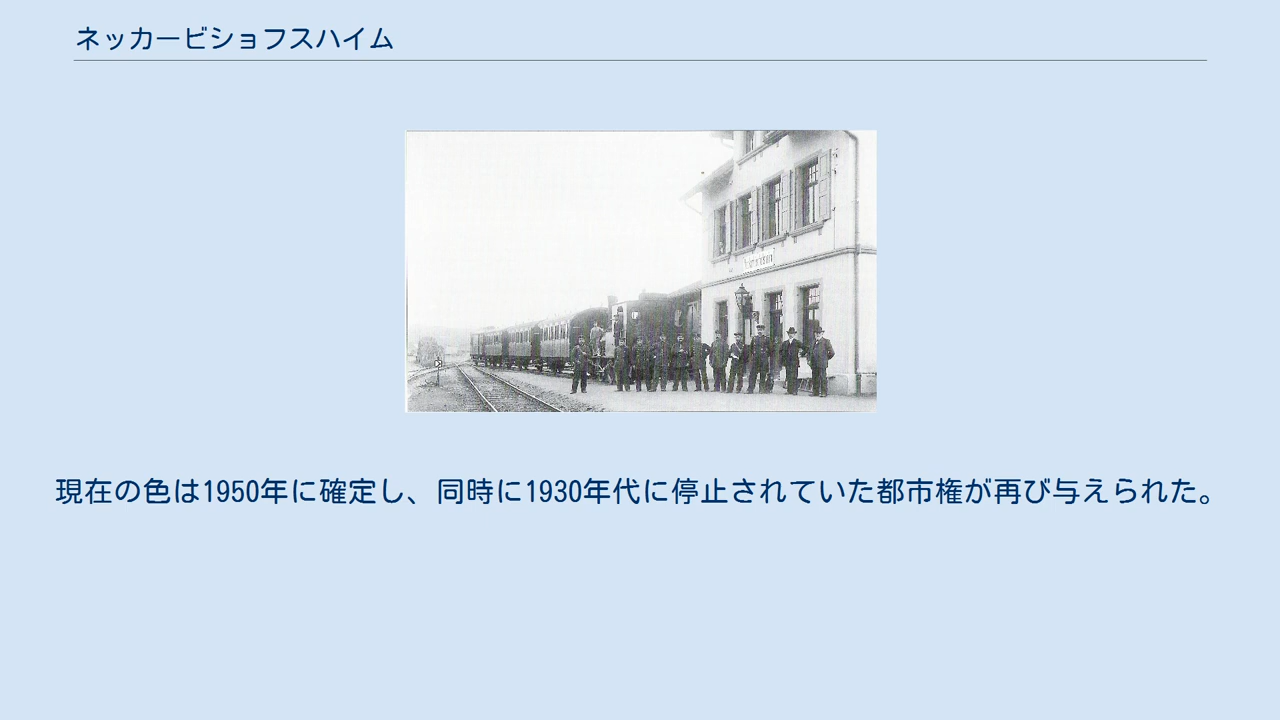 ネッカービショフスハイム
現在の色は1950年に確定し、同時に1930年代に停止されていた都市権が再び与えられた。